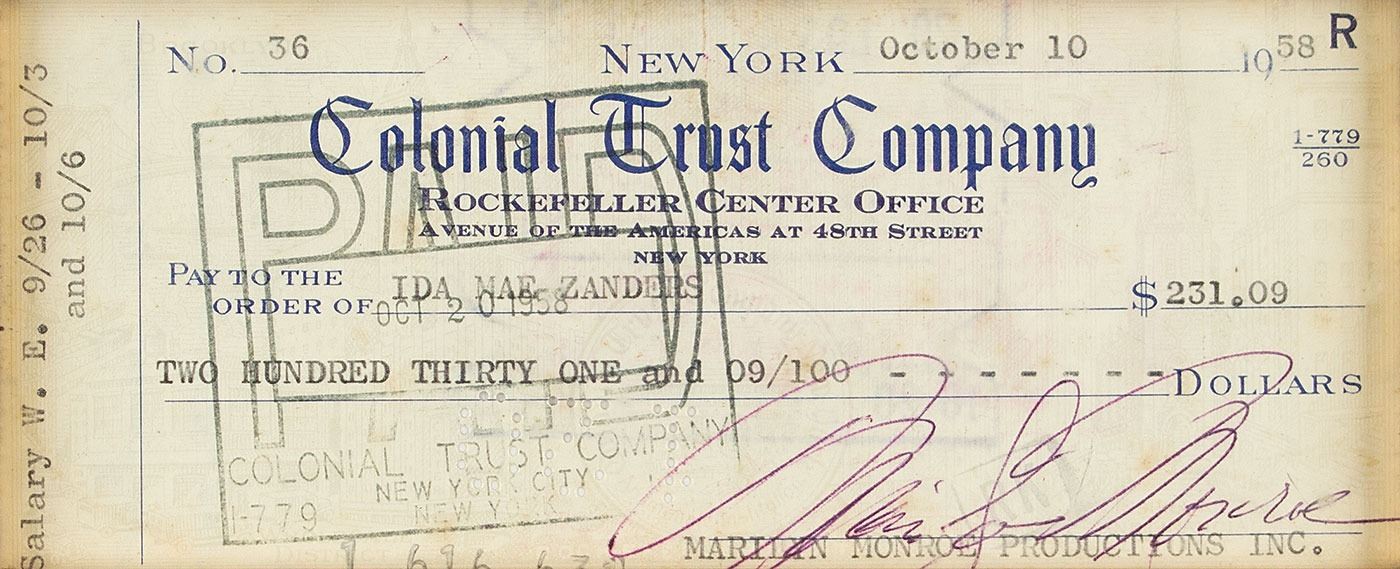 No. 36 NEW YORK October 10 1958 R
Colonial Trust Company
1-779
260
ROCKEFELLER CENTER OFFICE
AVENUE OF THE AMERICAS AT 48TH STREET
NEW YORK
PAY TO THE
ORDER OF IDA MAE ZANDERS $231.09
TWO HUNDRED THIRTY ONE and 09/100 - - - - - - - DOLLARS
Marilyn Monroe
MARILYN MONROE PRODUCTIONS INC.
Salary W. E. 9/26 - 10/3
and 10/6
PAID
OCT 20 1958
COLONIAL TRUST COMPANY
NEW YORK CITY
NEW YORK
1-779